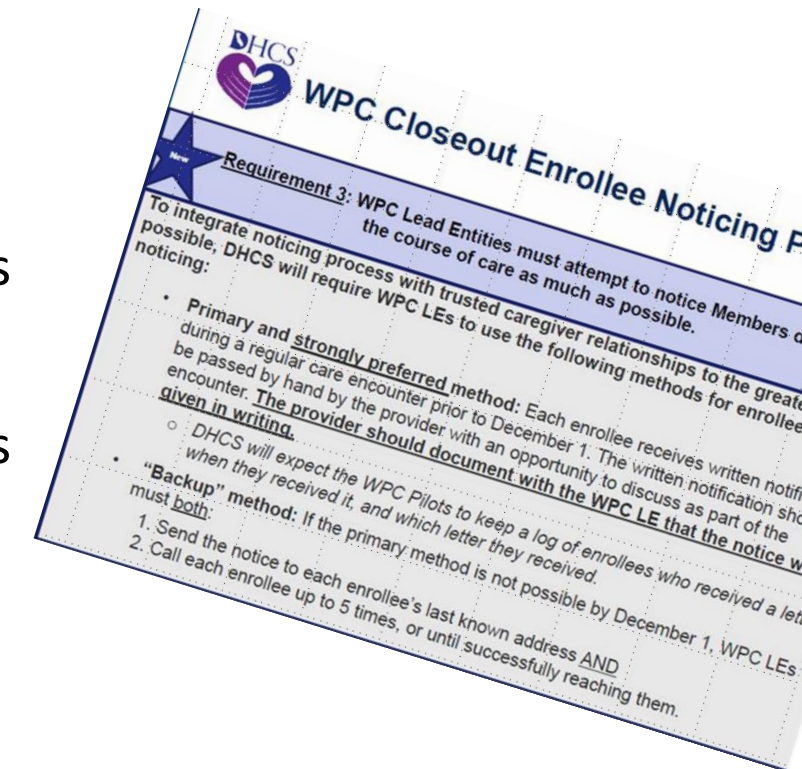 DHCS
WPC Closeout Enrollee Noticing P
New
Requirement 3: WPC Lead Entities must attempt to notice Members d
the course of care as much as possible.
To integrate noticing process with trusted caregiver relationships to the greate
possible, DHCS will require WPC LEs to use the following methods for enrollee
noticing:
• Primary and strongly preferred method: Each enrollee receives written notifi
during a regular care encounter prior to December 1. The written notification sho
be passed by hand by the provider with an opportunity to discuss as part of the
encounter. The provider should document with the WPC LE that the notice w
given in writing.
○ DHCS will expect the WPC Pilots to keep a log of enrollees who received a lett
when they received it, and which letter they received.
• “Backup” method: If the primary method is not possible by December 1, WPC LEs
must both:
1. Send the notice to each enrollee’s last known address AND
2. Call each enrollee up to 5 times, or until successfully reaching them.
s
s